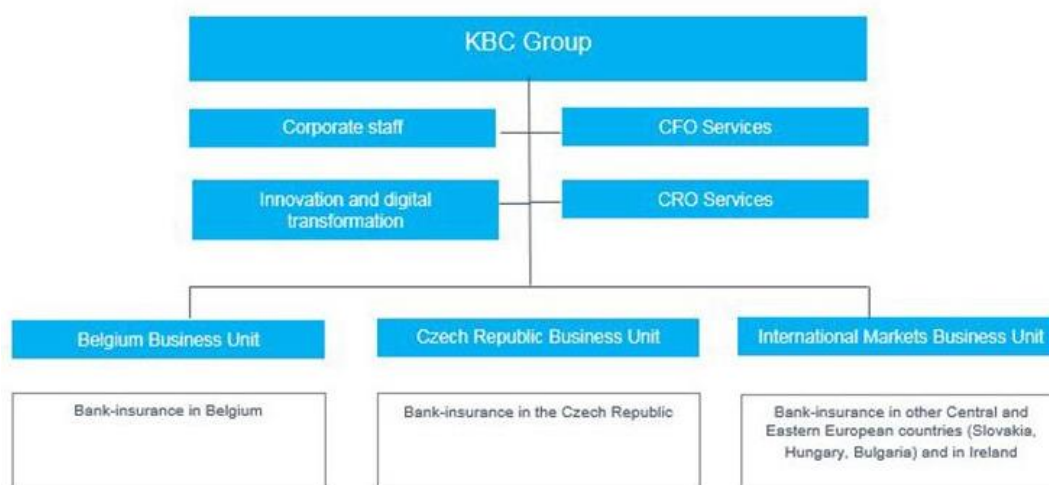 KBC Group
Corporate staff
CFO Services
Innovation and digital
transformation
CRO Services
Belgium Business Unit
Czech Republic Business Unit
International Markets Business Unit
Bank-insurance in Belgium
Bank-insurance in the Czech Republic
Bank-insurance in other Central and
Eastern European countries (Slovakia,
Hungary, Bulgaria) and in Ireland